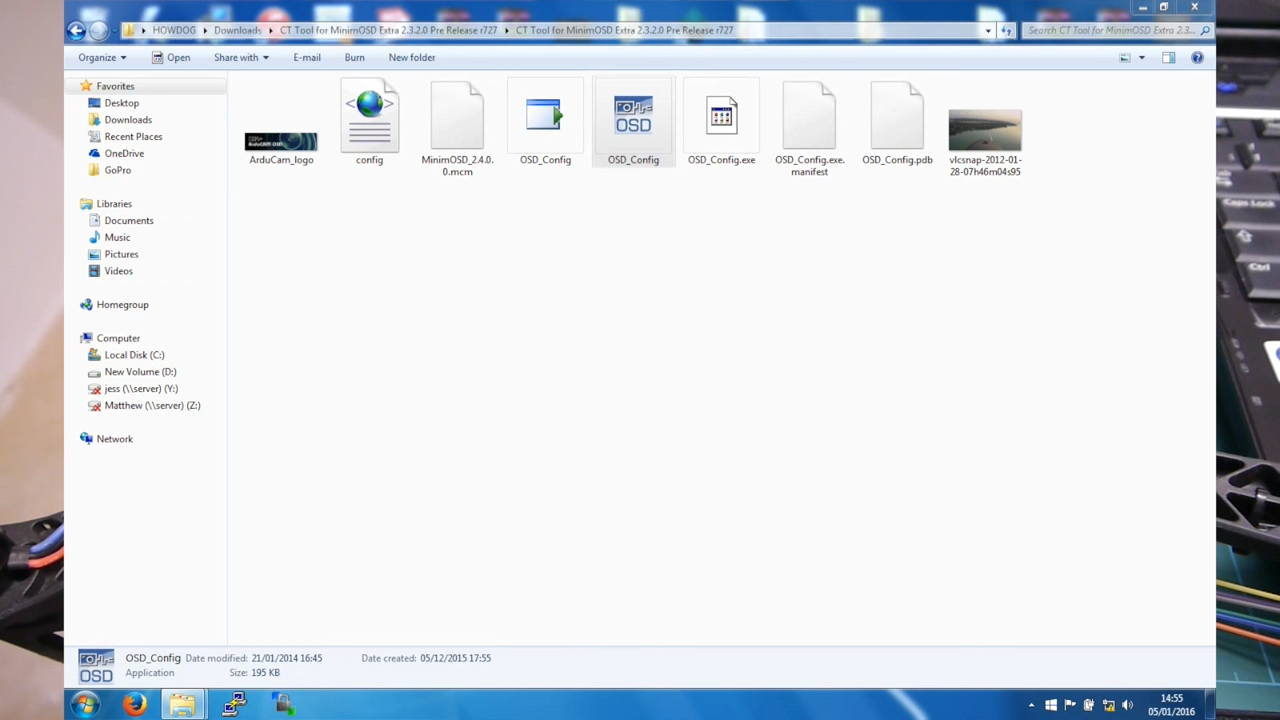 HOWDOG ▸ Downloads ▸ CT Tool for MinimOSD Extra 2.3.2.0 Pre Release r727 ▸ CT Tool for MinimOSD Extra 2.3.2.0 Pre Release r727
Search CT Tool for MinimOSD Extra 2.3....
Organize Open Share with E-mail Burn New folder
Favorites
Desktop
Downloads
Recent Places
OneDrive
GoPro
Libraries
Documents
Music
Pictures
Videos
Homegroup
Computer
Local Disk (C:)
New Volume (D:)
jess (\\server) (Y:)
Matthew (\\server) (Z:)
Network
OSD
ArduCam_logo
config
MinimOSD_2.4.0.
0.mcm
OSD_Config
OSD_Config
OSD_Config.exe
OSD_Config.exe.
manifest
OSD_Config.pdb
vlcsnap-2012-01-
28-07h46m04s95
OSD
OSD_Config Date modified: 21/01/2014 16:45 Date created: 05/12/2015 17:55
Application Size: 195 KB
14:55
05/01/2016
Caps Lock
Ctrl